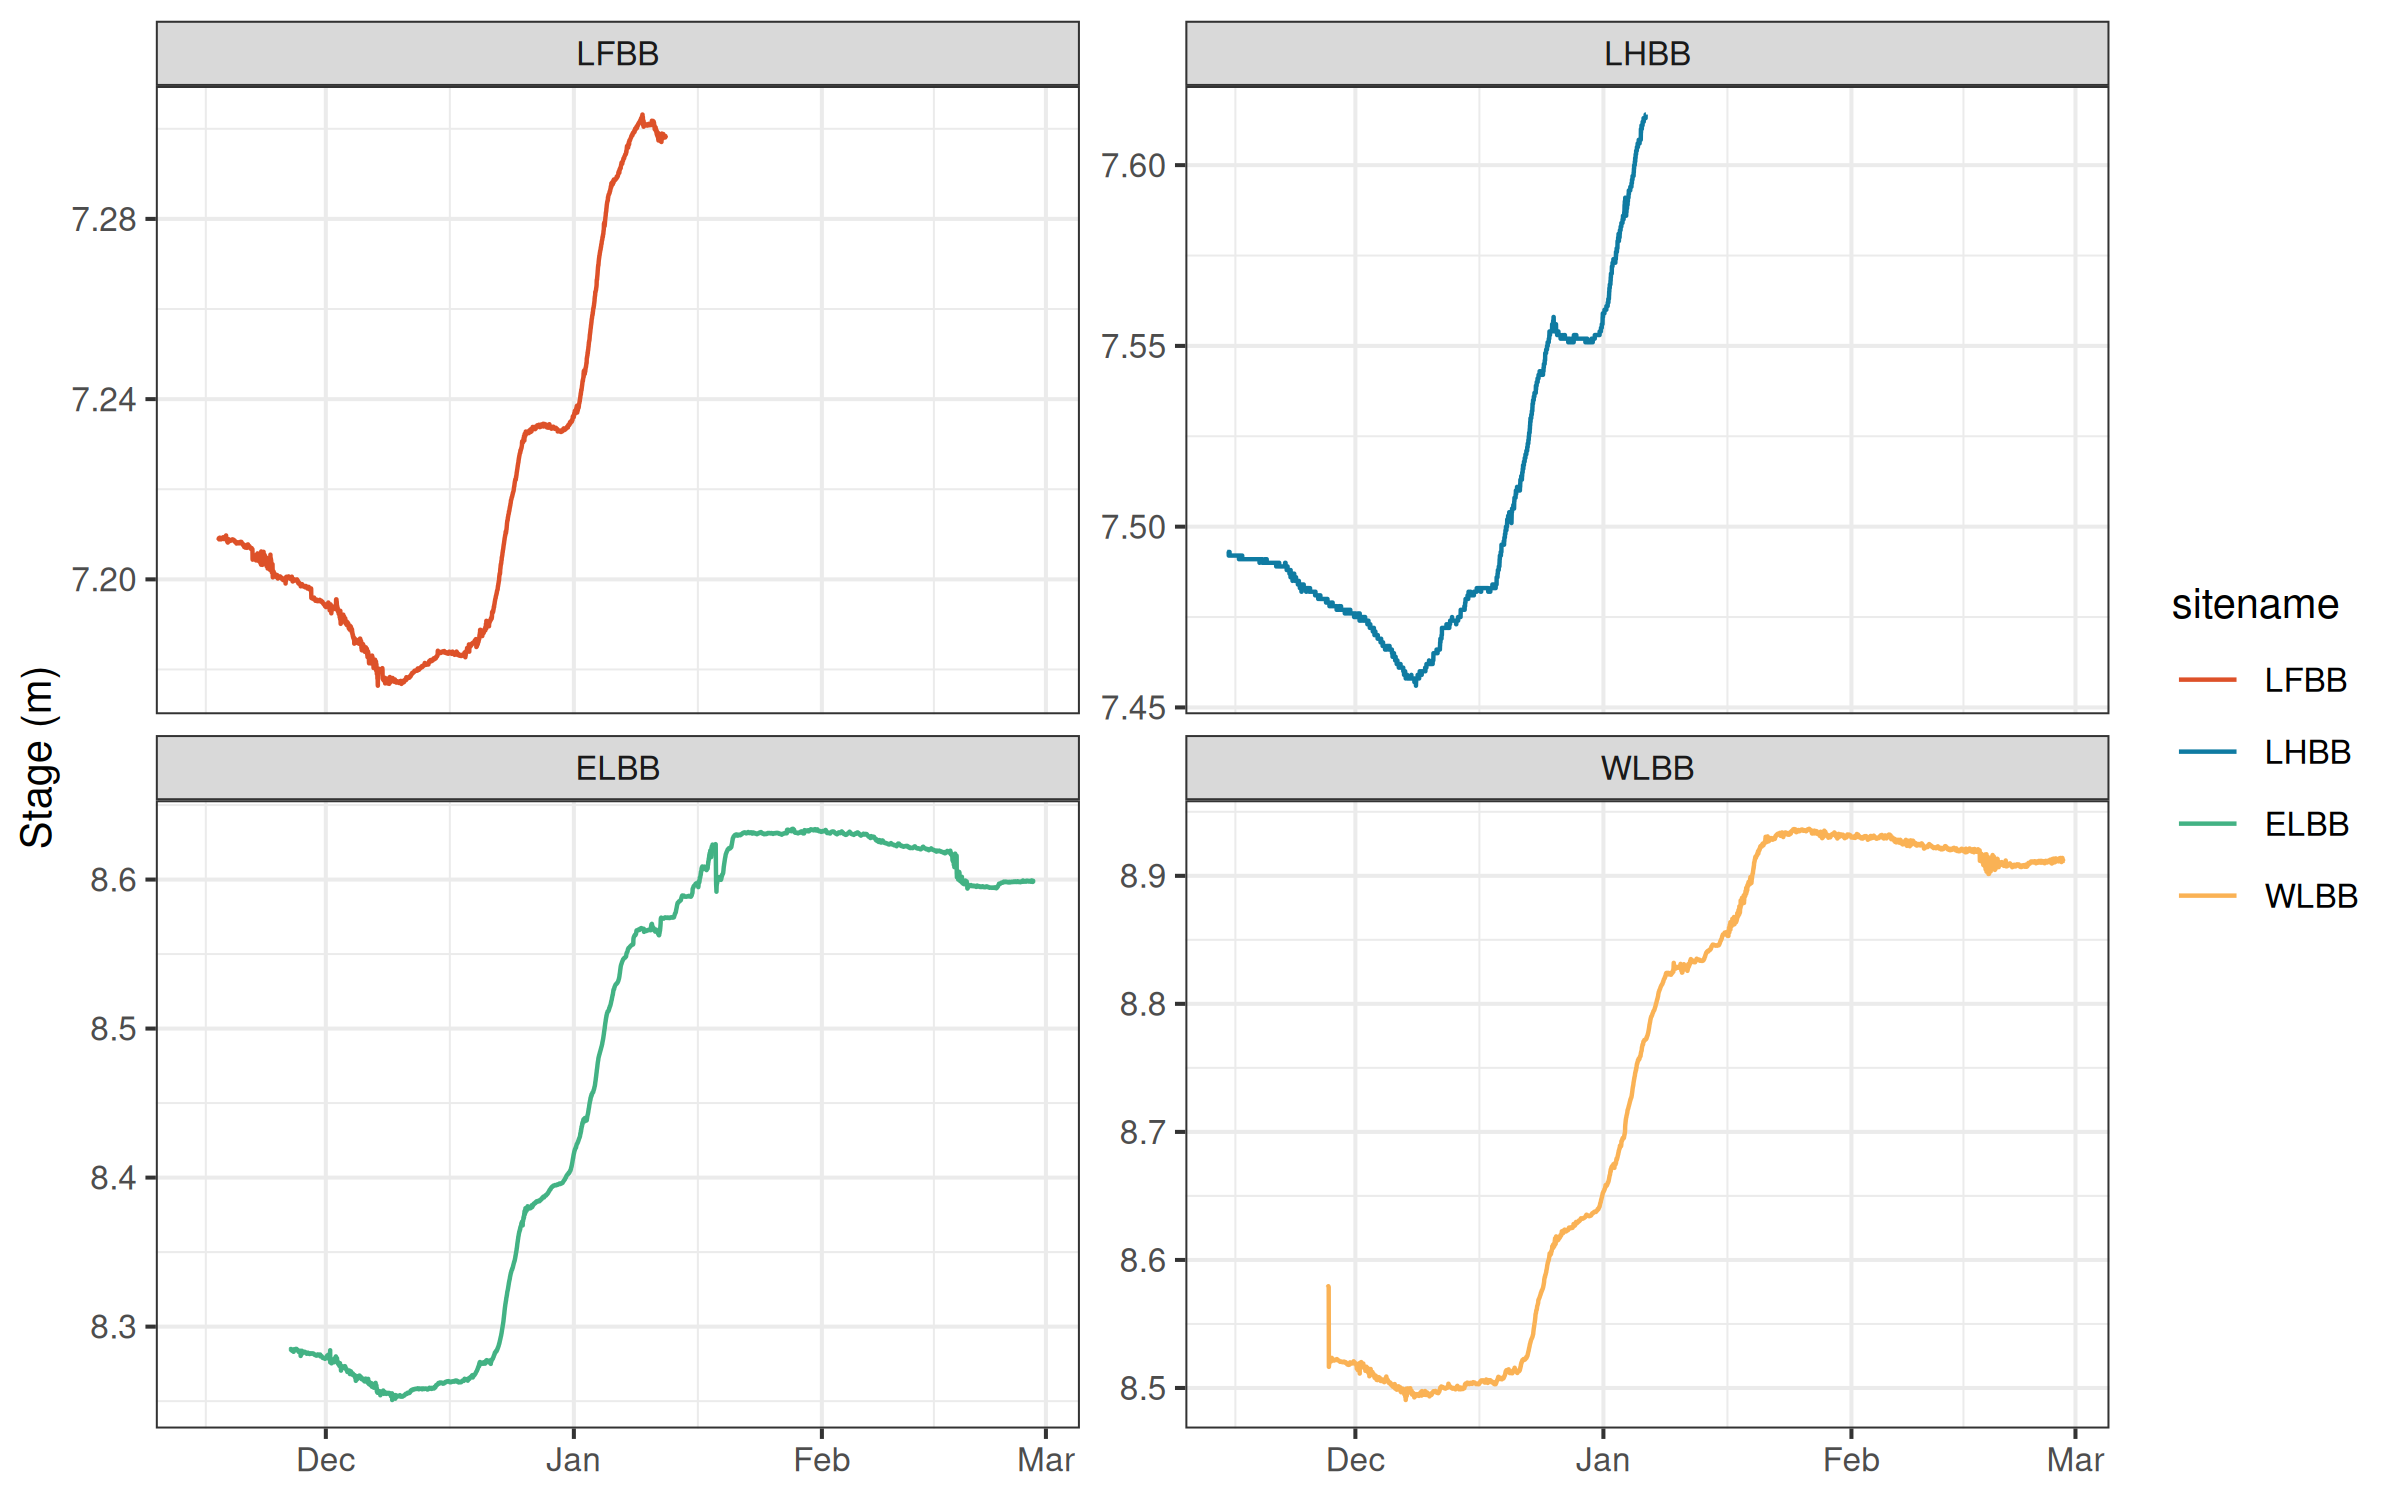 LFBB
LHBB
7.28
7.24
7.20
7.60
7.55
7.50
7.45
ELBB
WLBB
8.6
8.5
8.4
8.3
8.9
8.8
8.7
8.6
8.5
Dec Jan Feb Mar
Dec Jan Feb Mar
Stage (m)
sitename
LFBB
LHBB
ELBB
WLBB